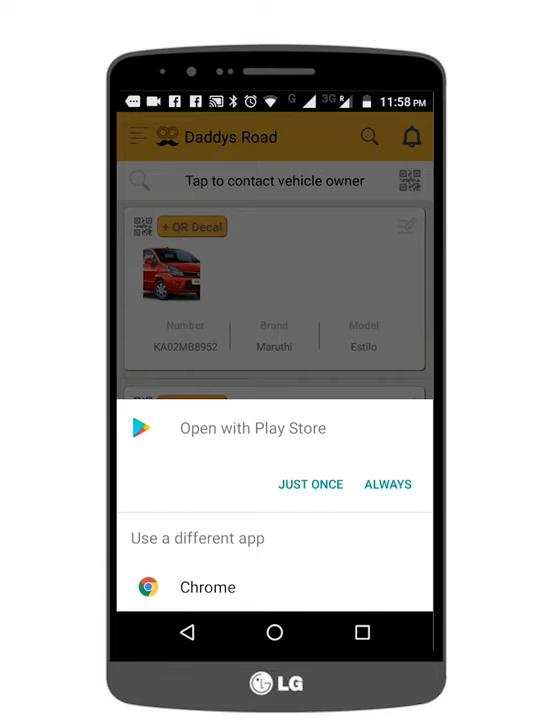 G 3G R 11:58 PM
Daddys Road
Tap to contact vehicle owner
+ QR Decal
Number Brand Model
KA02MB8952 Maruthi Estilo
Open with Play Store
JUST ONCE ALWAYS
Use a different app
Chrome
LG